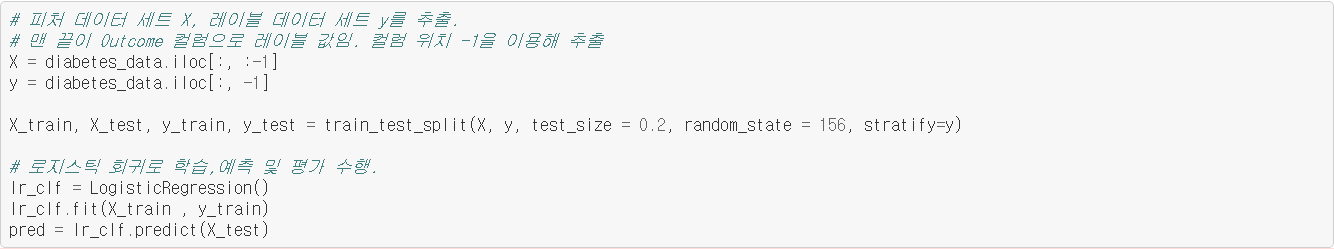 # 피처 데이터 세트 X, 레이블 데이터 세트 y를 추출.
# 맨 끝이 Outcome 컬럼으로 레이블 값임. 컬럼 위치 -1을 이용해 추출
X = diabetes_data.iloc[:, :-1]
y = diabetes_data.iloc[:, -1]
X_train, X_test, y_train, y_test = train_test_split(X, y, test_size = 0.2, random_state = 156, stratify=y)
# 로지스틱 회귀로 학습,예측 및 평가 수행.
lr_clf = LogisticRegression()
lr_clf.fit(X_train , y_train)
pred = lr_clf.predict(X_test)